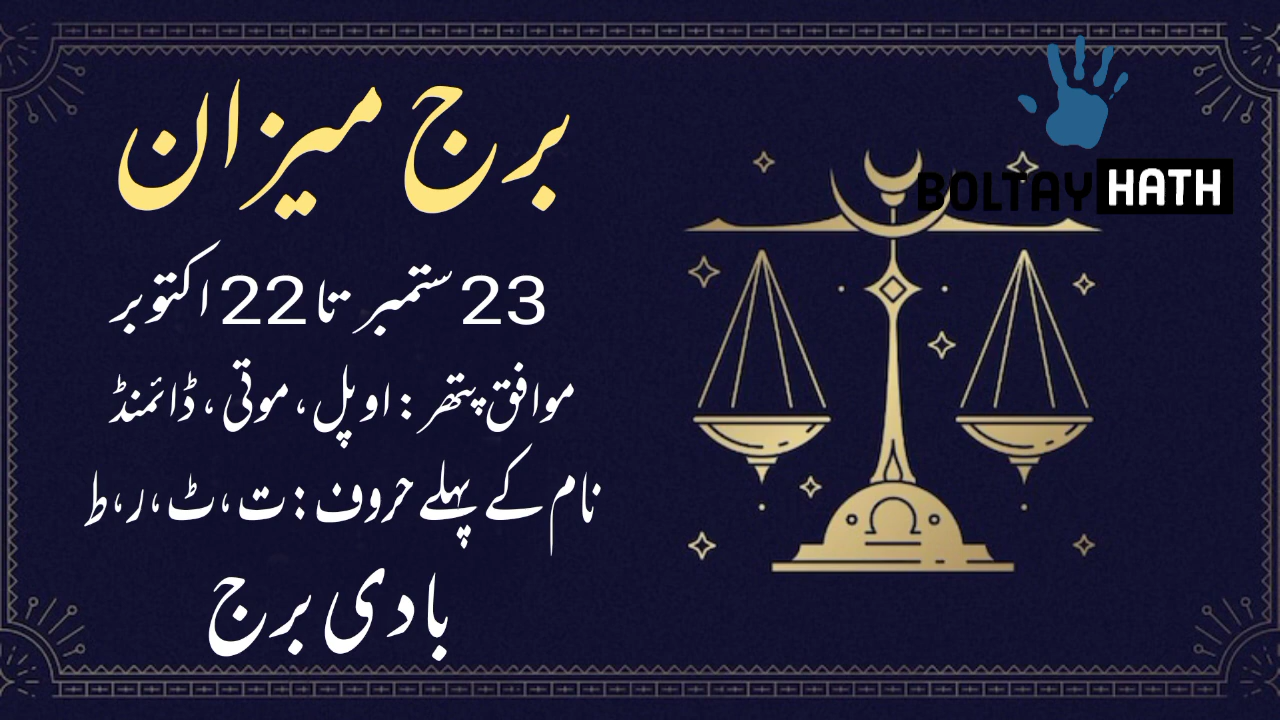 برج میزان
23 ستمبر تا 22 اکتوبر
موافق پتھر : اوپل، موتی، ڈائمنڈ
نام کے پہلے حروف : ت، ٹ، ر، ط
بادی برج
BOLTAY HATH